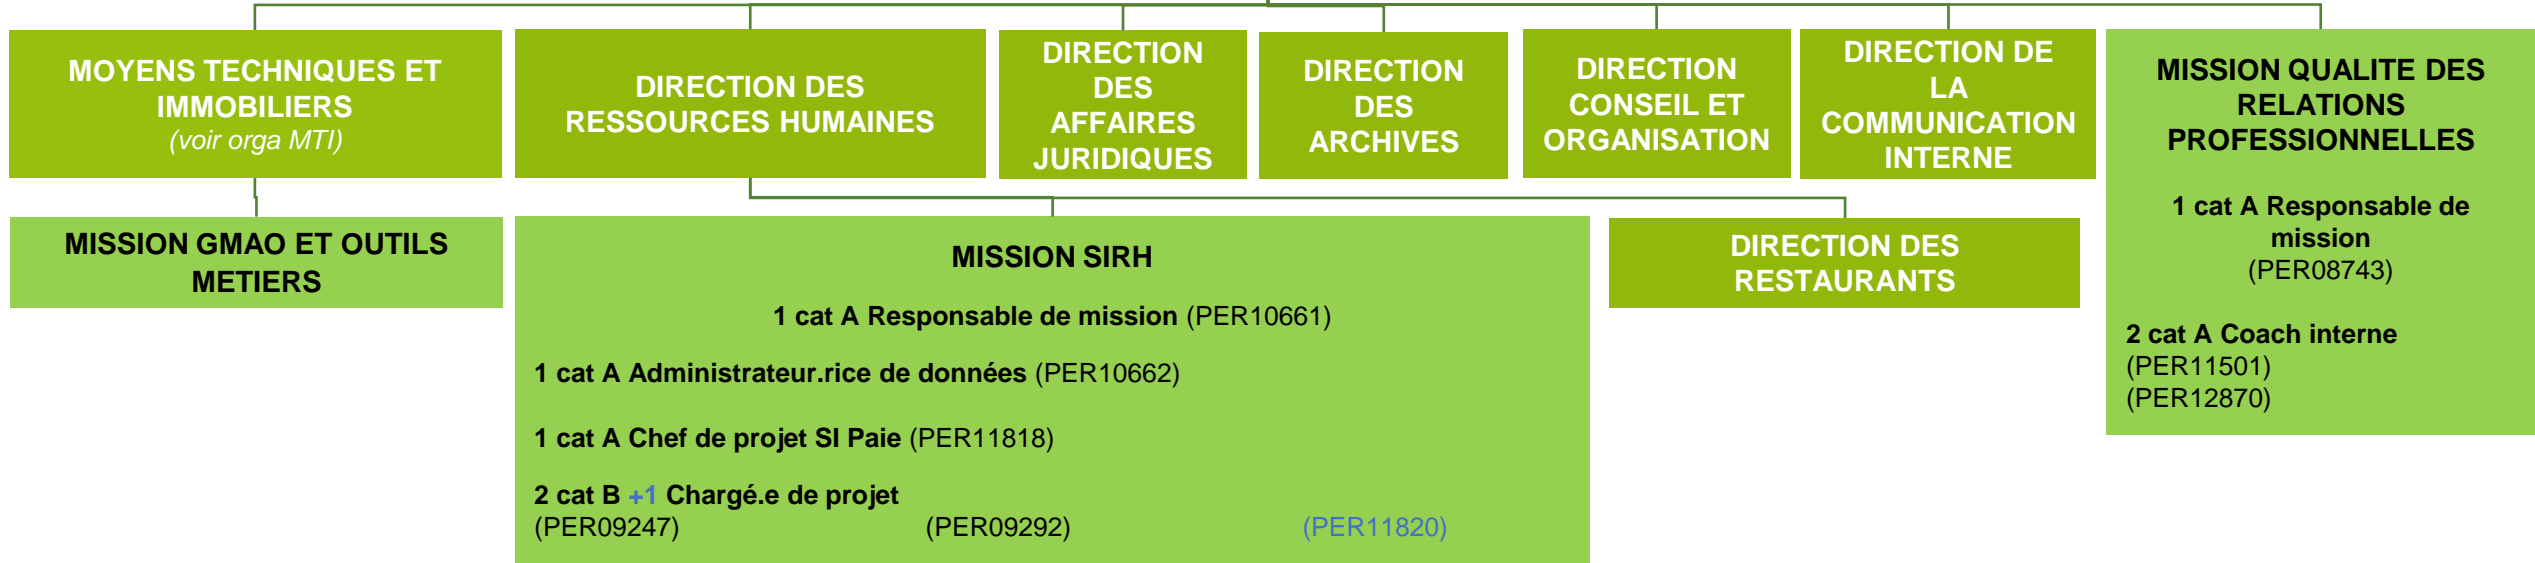 MOYENS TECHNIQUES ET
IMMOBILIERS
(voir orga MTI)
DIRECTION DES
RESSOURCES HUMAINES
DIRECTION
DES
AFFAIRES
JURIDIQUES
DIRECTION
DES
ARCHIVES
DIRECTION
CONSEIL ET
ORGANISATION
DIRECTION DE
LA
COMMUNICATION
INTERNE
MISSION QUALITE DES
RELATIONS
PROFESSIONNELLES
1 cat A Responsable de
mission
(PER08743)
2 cat A Coach interne
(PER11501)
(PER12870)
MISSION GMAO ET OUTILS
METIERS
MISSION SIRH
1 cat A Responsable de mission (PER10661)
1 cat A Administrateur.rice de données (PER10662)
1 cat A Chef de projet SI Paie (PER11818)
2 cat B +1 Chargé.e de projet
(PER09247) (PER09292) (PER11820)
DIRECTION DES
RESTAURANTS